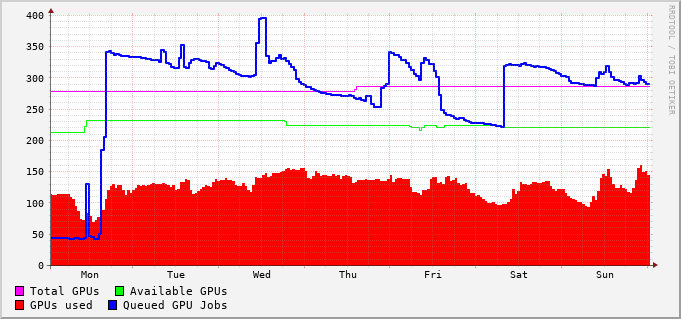 400
350
300
250
200
150
100
50
0
Mon Tue Wed Thu Fri Sat Sun
Total GPUs Available GPUs
GPUs used Queued GPU Jobs
RRDTOOL / TOBI OETIKER